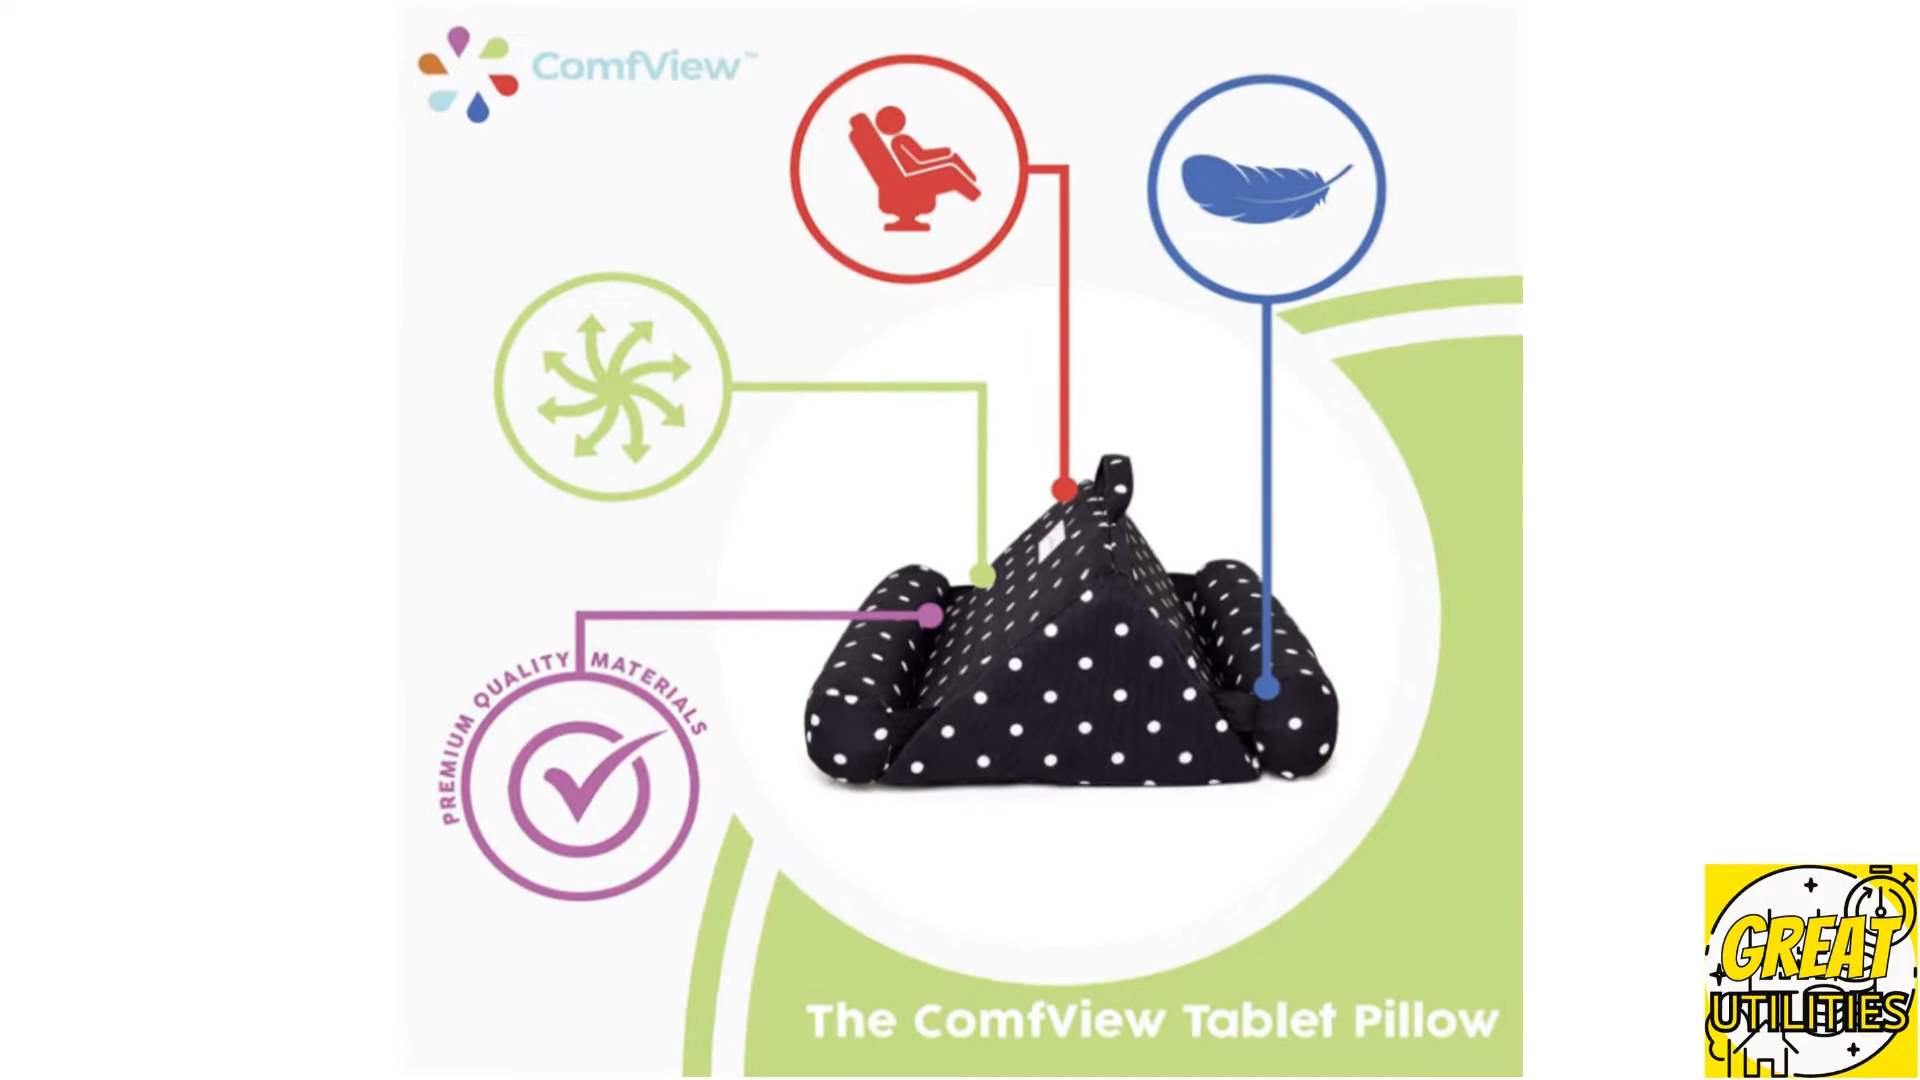 ComfView™
PREMIUM QUALITY MATERIALS
The ComfView Tablet Pillow
GREAT
UTILITIES